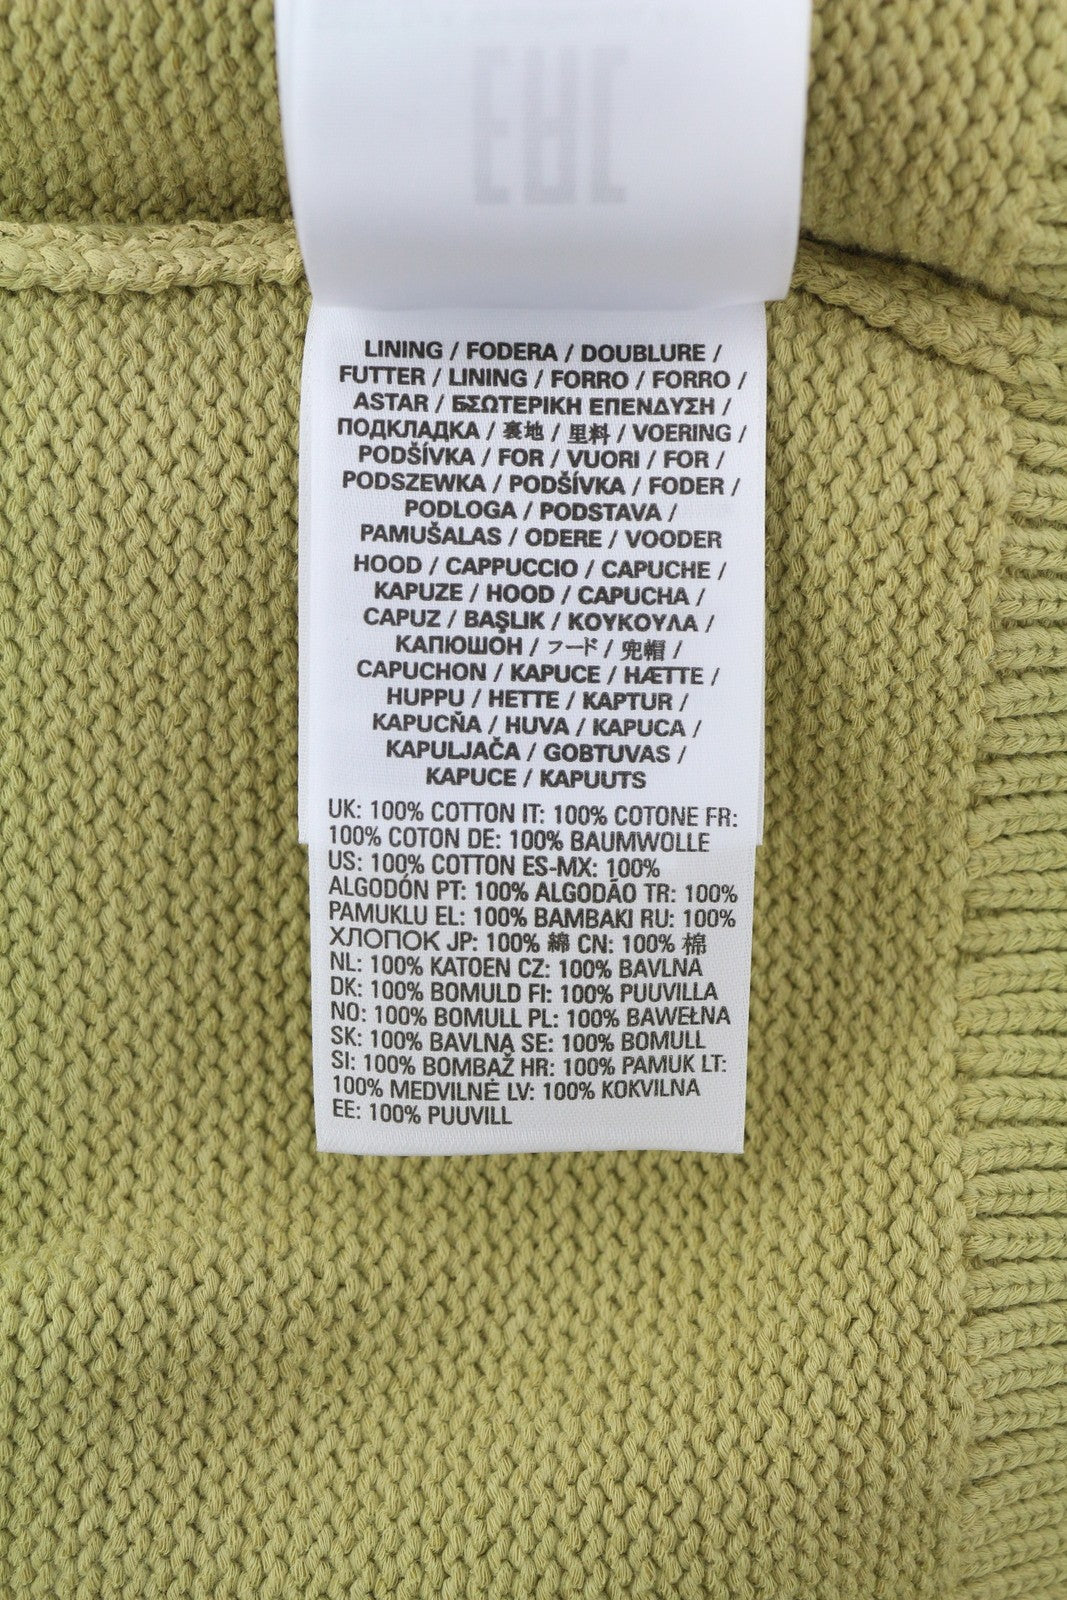 LINING / FODERA / DOUBLURE /
FUTTER / LINING / FORRO / FORRO /
ASTAR / ΕΣΩΤΕΡΙΚΗ ΕΠΕΝΔΥΣΗ /
ПОДКЛАДКА / 裏地 / 里料 / VOERING /
PODŠÍVKA / FOR / VUORI / FOR /
PODSZEWKA / PODŠÍVKA / FODER /
PODLOGA / PODSTAVA /
PAMUŠALAS / ODERE / VOODER
HOOD / CAPPUCCIO / CAPUCHE /
KAPUZE / HOOD / CAPUCHA /
CAPUZ / BAŞLIK / ΚΟΥΚΟΥΛΑ /
КАПЮШОН / フード / 兜帽 /
CAPUCHON / KAPUCE / HÆTTE /
HUPPU / HETTE / KAPTUR /
KAPUCŇA / HUVA / KAPUCA /
KAPULJAČA / GOBTUVAS /
KAPUCE / KAPUUTS
UK: 100% COTTON IT: 100% COTONE FR:
100% COTON DE: 100% BAUMWOLLE
US: 100% COTTON ES-MX: 100%
ALGODÓN PT: 100% ALGODÃO TR: 100%
PAMUKLU EL: 100% ΒΑΜΒΑΚΙ RU: 100%
ХЛОПОК JP: 100% 綿 CN: 100% 棉
NL: 100% KATOEN CZ: 100% BAVLNA
DK: 100% BOMULD FI: 100% PUUVILLA
NO: 100% BOMULL PL: 100% BAWEŁNA
SK: 100% BAVLNA SE: 100% BOMULL
SI: 100% BOMBAŽ HR: 100% PAMUK LT:
100% MEDVILNĖ LV: 100% KOKVILNA
EE: 100% PUUVILL